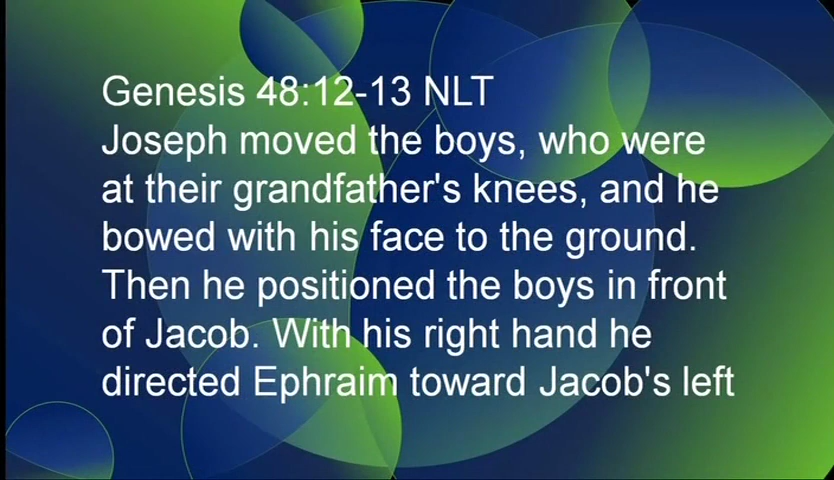 Genesis 48:12-13 NLT
Joseph moved the boys, who were
at their grandfather's knees, and he
bowed with his face to the ground.
Then he positioned the boys in front
of Jacob. With his right hand he
directed Ephraim toward Jacob's left